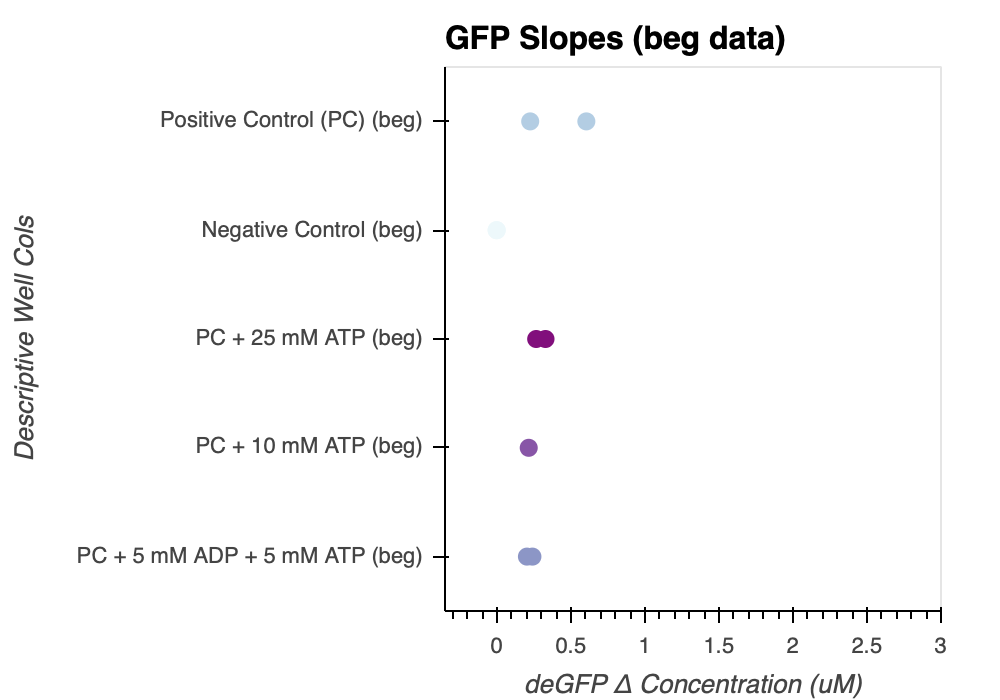 GFP Slopes (beg data)
Positive Control (PC) (beg)
Negative Control (beg)
PC + 25 mM ATP (beg)
PC + 10 mM ATP (beg)
PC + 5 mM ADP + 5 mM ATP (beg)
Descriptive Well Cols
0 0.5 1 1.5 2 2.5 3
deGFP Δ Concentration (uM)